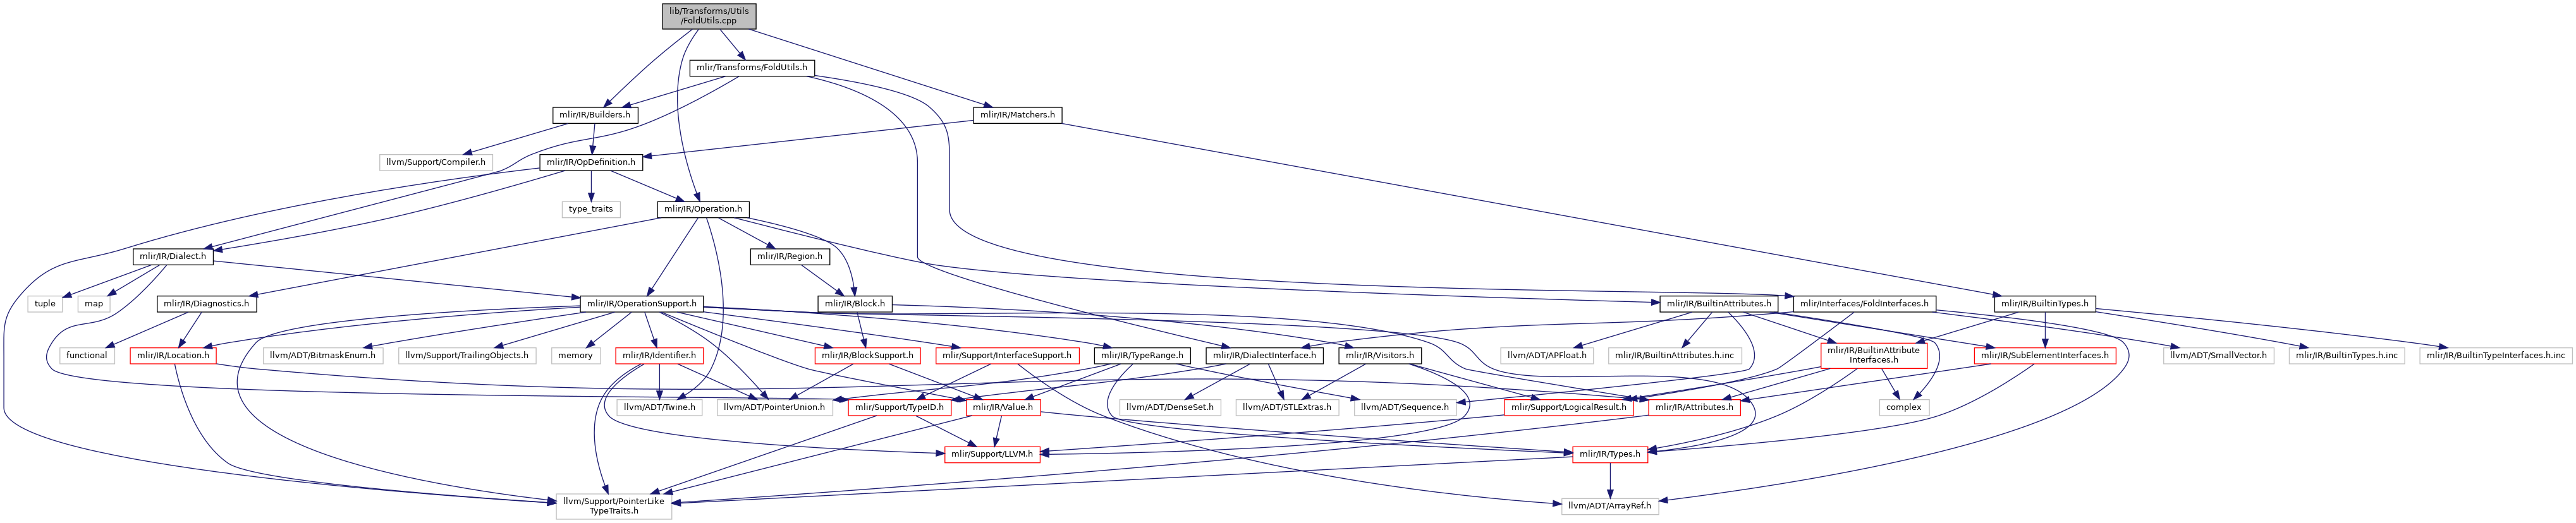 lib/Transforms/Utils
/FoldUtils.cpp
mlir/Transforms/FoldUtils.h
mlir/IR/Builders.h
mlir/IR/Matchers.h
llvm/Support/Compiler.h
mlir/IR/OpDefinition.h
type_traits
mlir/IR/Operation.h
mlir/IR/Dialect.h
mlir/IR/Region.h
tuple
map
mlir/IR/Diagnostics.h
mlir/IR/OperationSupport.h
mlir/IR/Block.h
mlir/IR/BuiltinAttributes.h
mlir/Interfaces/FoldInterfaces.h
mlir/IR/BuiltinTypes.h
functional
mlir/IR/Location.h
llvm/ADT/BitmaskEnum.h
llvm/Support/TrailingObjects.h
memory
mlir/IR/Identifier.h
mlir/IR/BlockSupport.h
mlir/Support/InterfaceSupport.h
mlir/IR/TypeRange.h
mlir/IR/DialectInterface.h
mlir/IR/Visitors.h
llvm/ADT/APFloat.h
mlir/IR/BuiltinAttributes.h.inc
mlir/IR/BuiltinAttribute
Interfaces.h
mlir/IR/SubElementInterfaces.h
llvm/ADT/SmallVector.h
mlir/IR/BuiltinTypes.h.inc
mlir/IR/BuiltinTypeInterfaces.h.inc
llvm/ADT/Twine.h
llvm/ADT/PointerUnion.h
mlir/Support/TypeID.h
mlir/IR/Value.h
llvm/ADT/DenseSet.h
llvm/ADT/STLExtras.h
llvm/ADT/Sequence.h
mlir/Support/LogicalResult.h
mlir/IR/Attributes.h
complex
mlir/Support/LLVM.h
mlir/IR/Types.h
llvm/Support/PointerLike
TypeTraits.h
llvm/ADT/ArrayRef.h